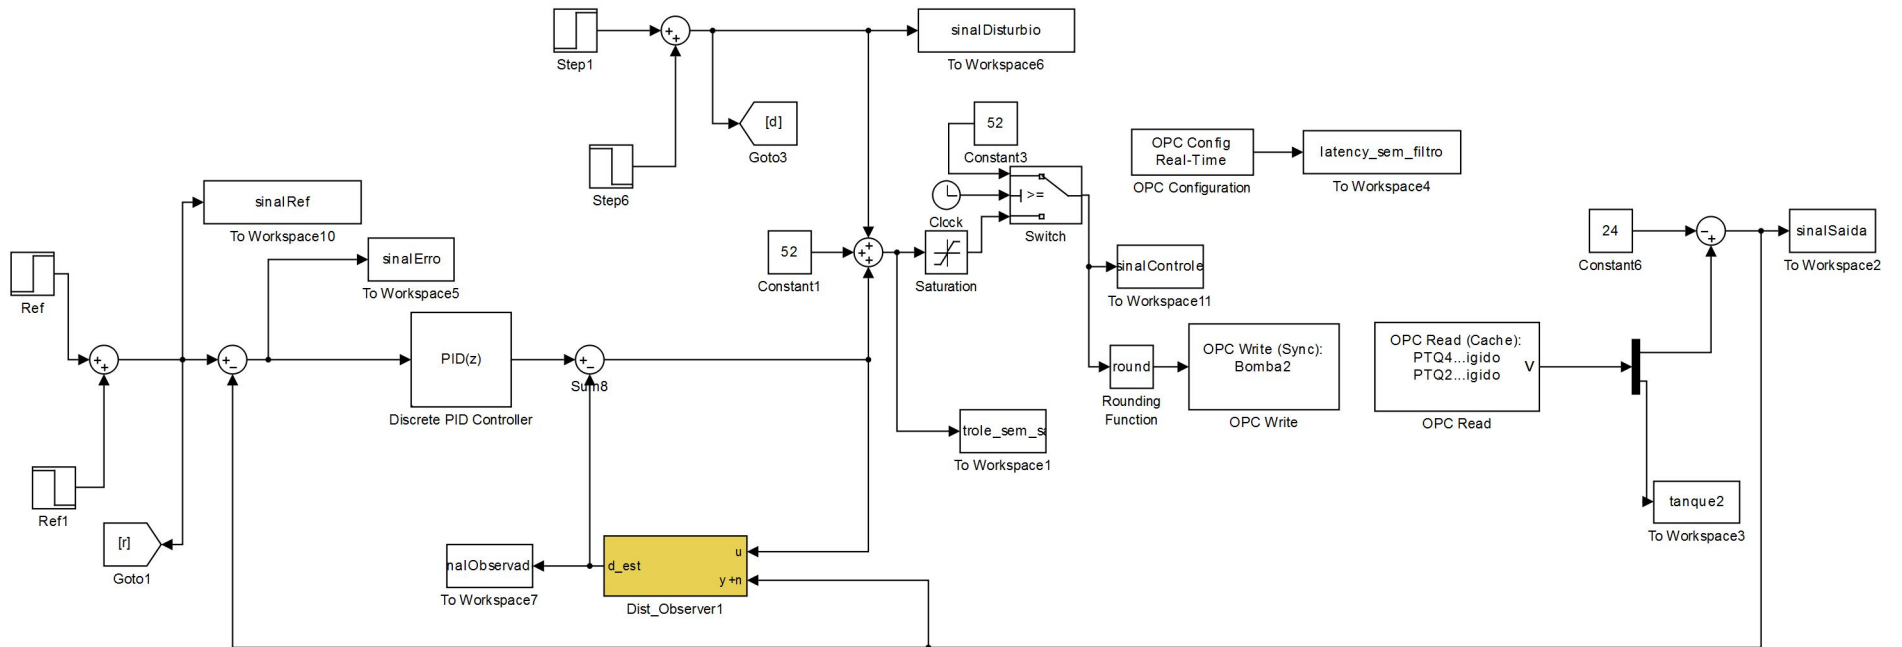 Step1
+
+
sinalDisturbio
To Workspace6
[d]
Goto3
Step6
52
Constant3
OPC Config
Real-Time
OPC Configuration
latency_sem_filtro
To Workspace4
sinalRef
To Workspace10
Clock
>=
Switch
sinalErro
To Workspace5
52
Constant1
+
+
+
Saturation
sinalControle
To Workspace11
24
Constant6
-
+
sinalSaida
To Workspace2
Ref
+
+
+
-
PID(z)
Discrete PID Controller
+
-
Sum8
round
Rounding
Function
OPC Write (Sync):
Bomba2
OPC Write
OPC Read (Cache):
PTQ4...igido
PTQ2...igido
V
OPC Read
trole_sem_sa
To Workspace1
Ref1
[r]
Goto1
nalObservad
To Workspace7
d_est
u
y +n
Dist_Observer1
tanque2
To Workspace3